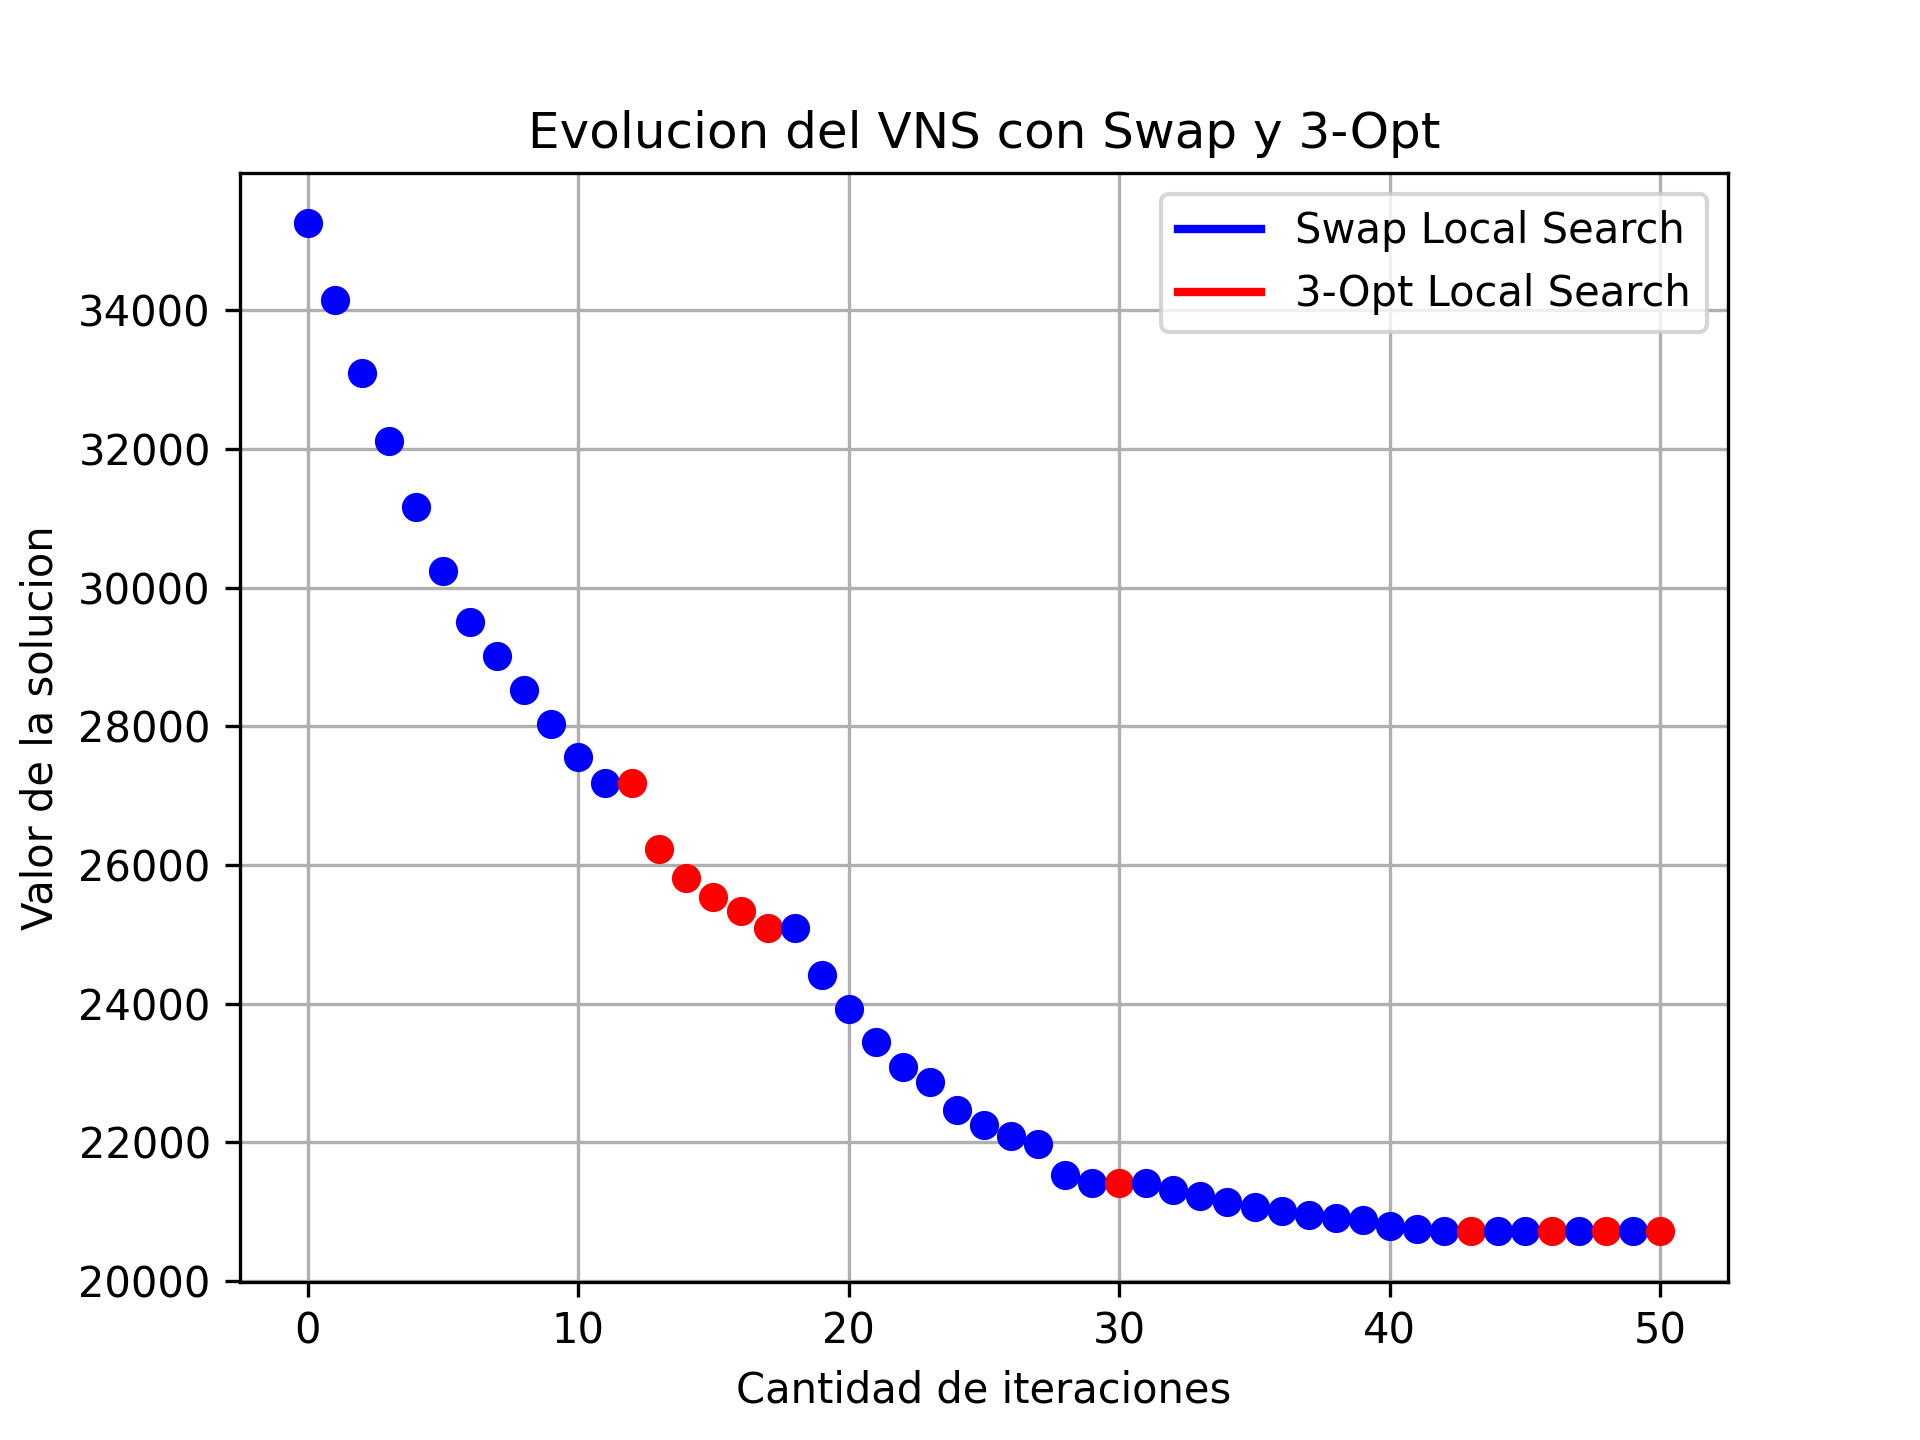 Evolucion del VNS con Swap y 3-Opt
Swap Local Search
3-Opt Local Search
Valor de la solucion
34000
32000
30000
28000
26000
24000
22000
20000
0 10 20 30 40 50
Cantidad de iteraciones